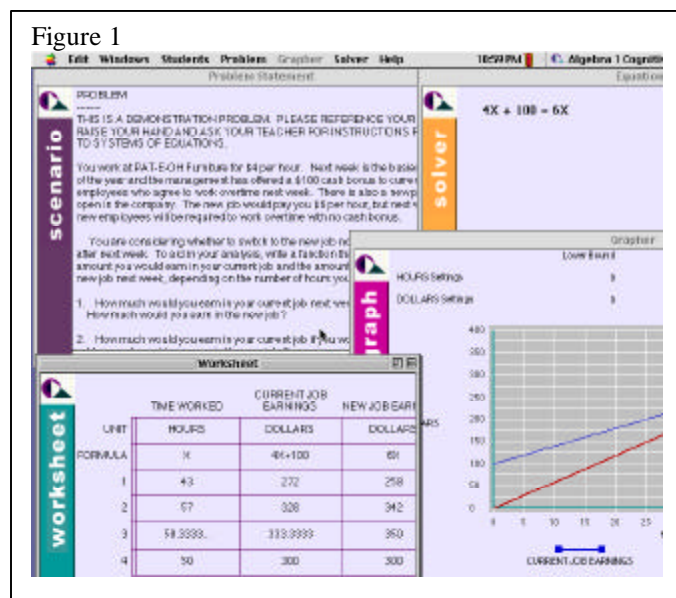 Figure 1
Edit Windows Students Problem Grapher Solver Help 10:59 PM Algebra 1 Cogniti
Problem Statement
Equation
scenario
PROBLEM
------
THIS IS A DEMONSTRATION PROBLEM. PLEASE REFERENCE YOUR
RAISE YOUR HAND AND ASK YOUR TEACHER FOR INSTRUCTIONS
TO SYSTEMS OF EQUATIONS.
You work at PAT-E-OH Furniture for $4 per hour. Next week is the busies
of the year and the management has offered a $100 cash bonus to curre
employees who agree to work overtime next week. There is also a new p
open in the company. The new job would pay you $6 per hour, but next
new employees will be required to work overtime with no cash bonus.
You are considering whether to switch to the new job no
after next week. To aid in your analysis, write a function th
amount you would earn in your current job and the amount
new job next week, depending on the number of hours you
1. How much would you earn in your current job next we
How much would you earn in the new job?
2. How much would you earn in your current job if you wo
solver
4X + 100 = 6X
Grapher
graph
Lower Bound
HOURS Settings 0
DOLLARS Settings 0
400
350
300
250
200
150
100
50
0
0 5 10 15 20 25
CURRENT JOB EARNINGS
Worksheet
worksheet
TIME WORKED CURRENT JOB EARNINGS NEW JOB EARN
UNIT HOURS DOLLARS DOLLARS
FORMULA X 4X+100 6X
1 43 272 258
2 57 328 342
3 58.3333.. 333.3333 350
4 50 300 300